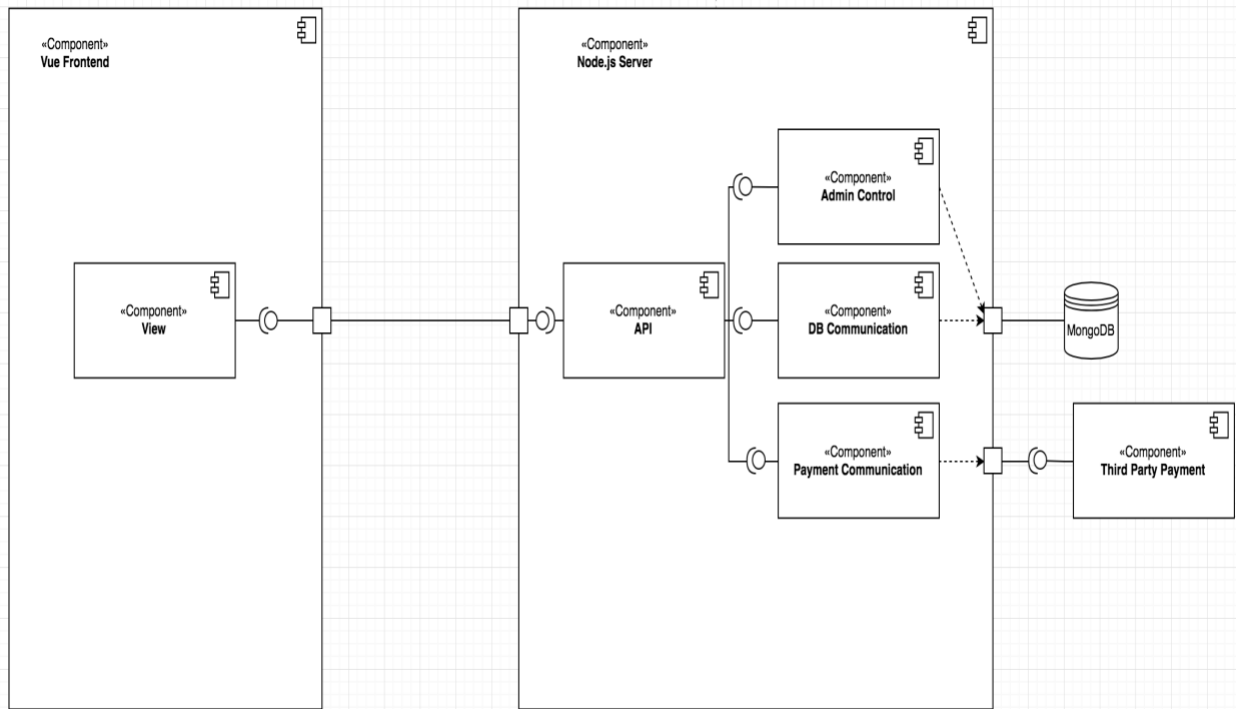 «Component»
Vue Frontend
«Component»
Node.js Server
«Component»
Admin Control
«Component»
View
«Component»
API
«Component»
DB Communication
MongoDB
«Component»
Payment Communication
«Component»
Third Party Payment